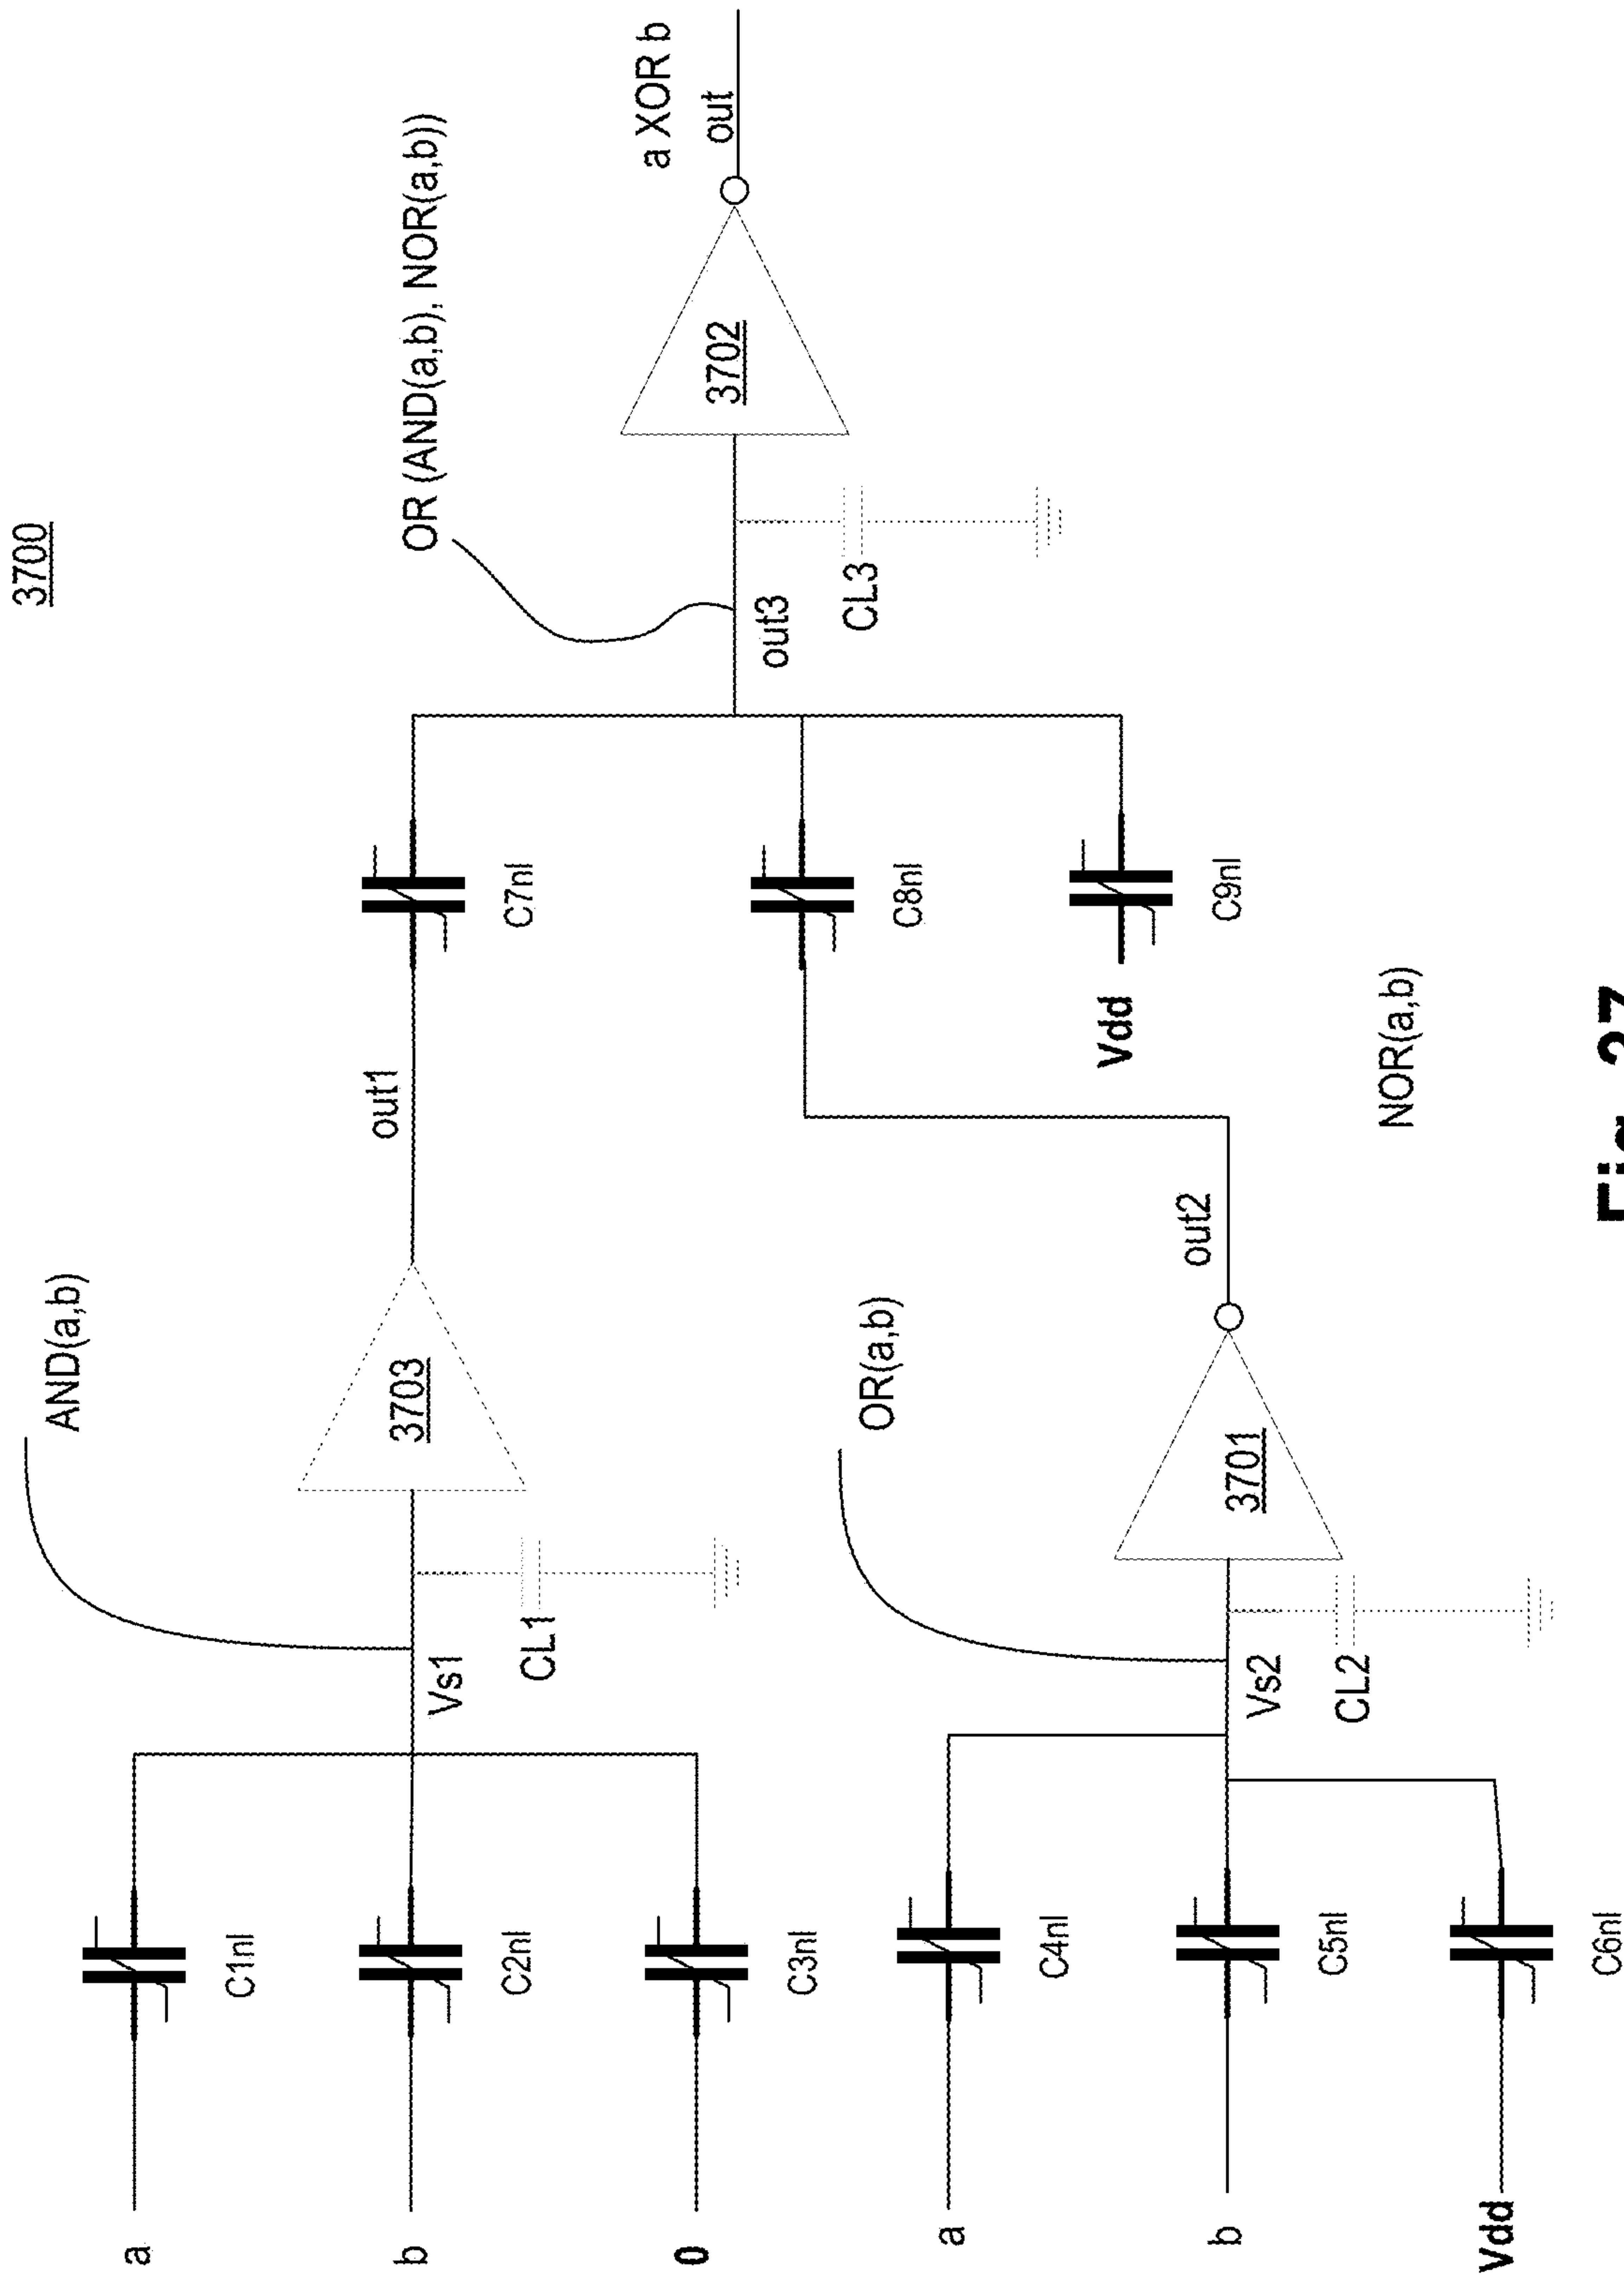 3700
AND(a,b)
a
C1nl
b
C2nl
0
C3nl
Vs1
CL1
3703
out1
C7nl
OR (AND(a,b), NOR(a,b))
out3
CL3
3702
a XOR b
out
OR(a,b)
a
C4nl
b
C5nl
Vdd
C6nl
Vs2
CL2
3701
out2
C8nl
Vdd
C9nl
NOR(a,b)